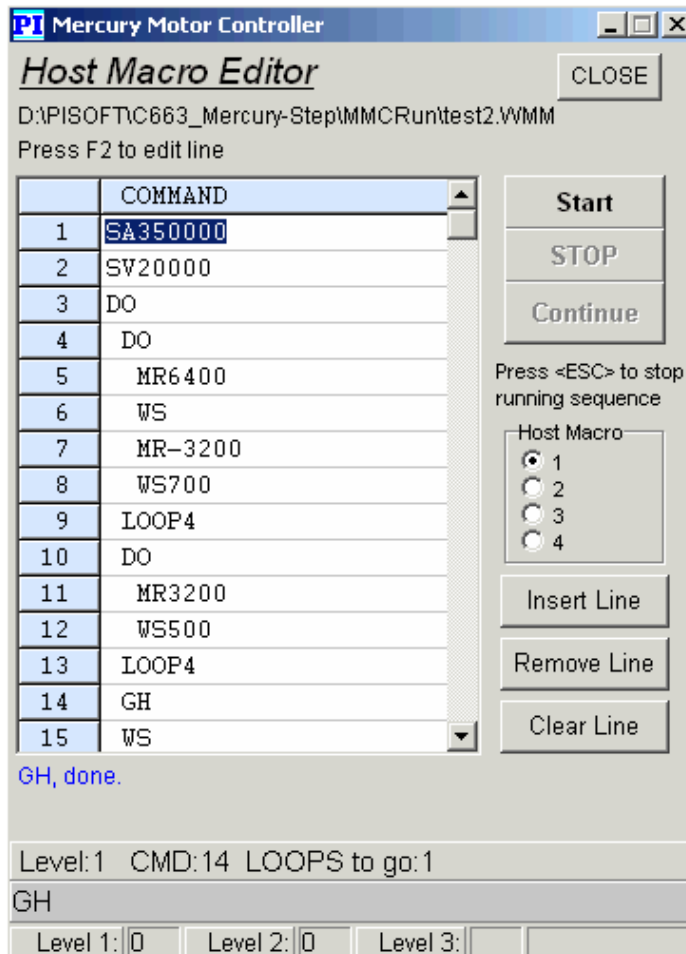 PI Mercury Motor Controller
Host Macro Editor
CLOSE
D:\PISOFT\C663_Mercury-Step\MMCRun\test2.WMM
Press F2 to edit line
COMMAND
1 SA350000
2 SV20000
3 DO
4 DO
5 MR6400
6 WS
7 MR-3200
8 WS700
9 LOOP4
10 DO
11 MR3200
12 WS500
13 LOOP4
14 GH
15 WS
Start
STOP
Continue
Press <ESC> to stop
running sequence
Host Macro
1
2
3
4
Insert Line
Remove Line
Clear Line
GH, done.
Level:1 CMD:14 LOOPS to go:1
GH
Level 1: 0 Level 2: 0 Level 3: